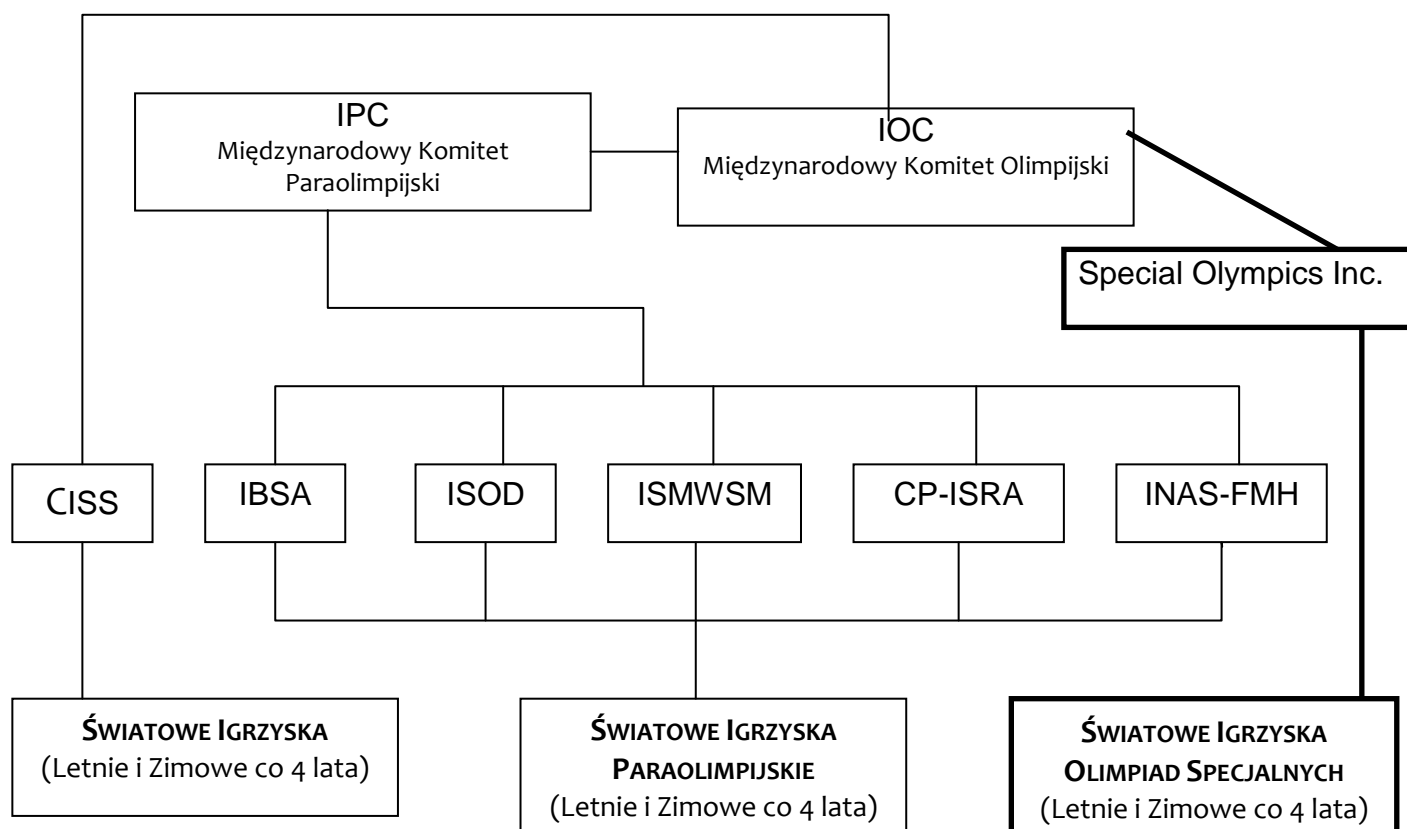 IPC
Międzynarodowy Komitet
Paraolimpijski
IOC
Międzynarodowy Komitet Olimpijski
Special Olympics Inc.
CISS
IBSA
ISOD
ISMWSM
CP-ISRA
INAS-FMH
ŚWIATOWE IGRZYSKA
(Letnie i Zimowe co 4 lata)
ŚWIATOWE IGRZYSKA
PARAOLIMPIJSKIE
(Letnie i Zimowe co 4 lata)
ŚWIATOWE IGRZYSKA
OLIMPIAD SPECJALNYCH
(Letnie i Zimowe co 4 lata)